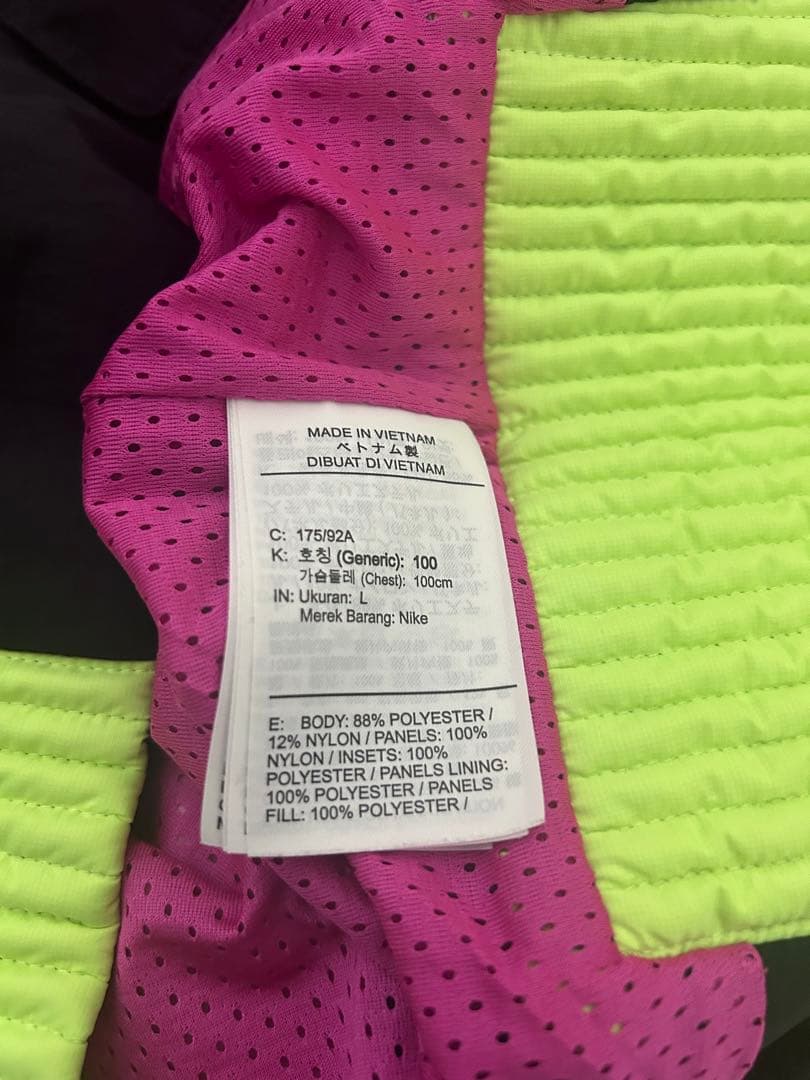 MADE IN VIETNAM
ベトナム製
DIBUAT DI VIETNAM
C: 175/92A
K: 호칭 (Generic): 100
가슴둘레 (Chest): 100cm
IN: Ukuran: L
Merek Barang: Nike
E: BODY: 88% POLYESTER /
12% NYLON / PANELS: 100%
NYLON / INSETS: 100%
POLYESTER / PANELS LINING:
100% POLYESTER / PANELS
FILL: 100% POLYESTER /